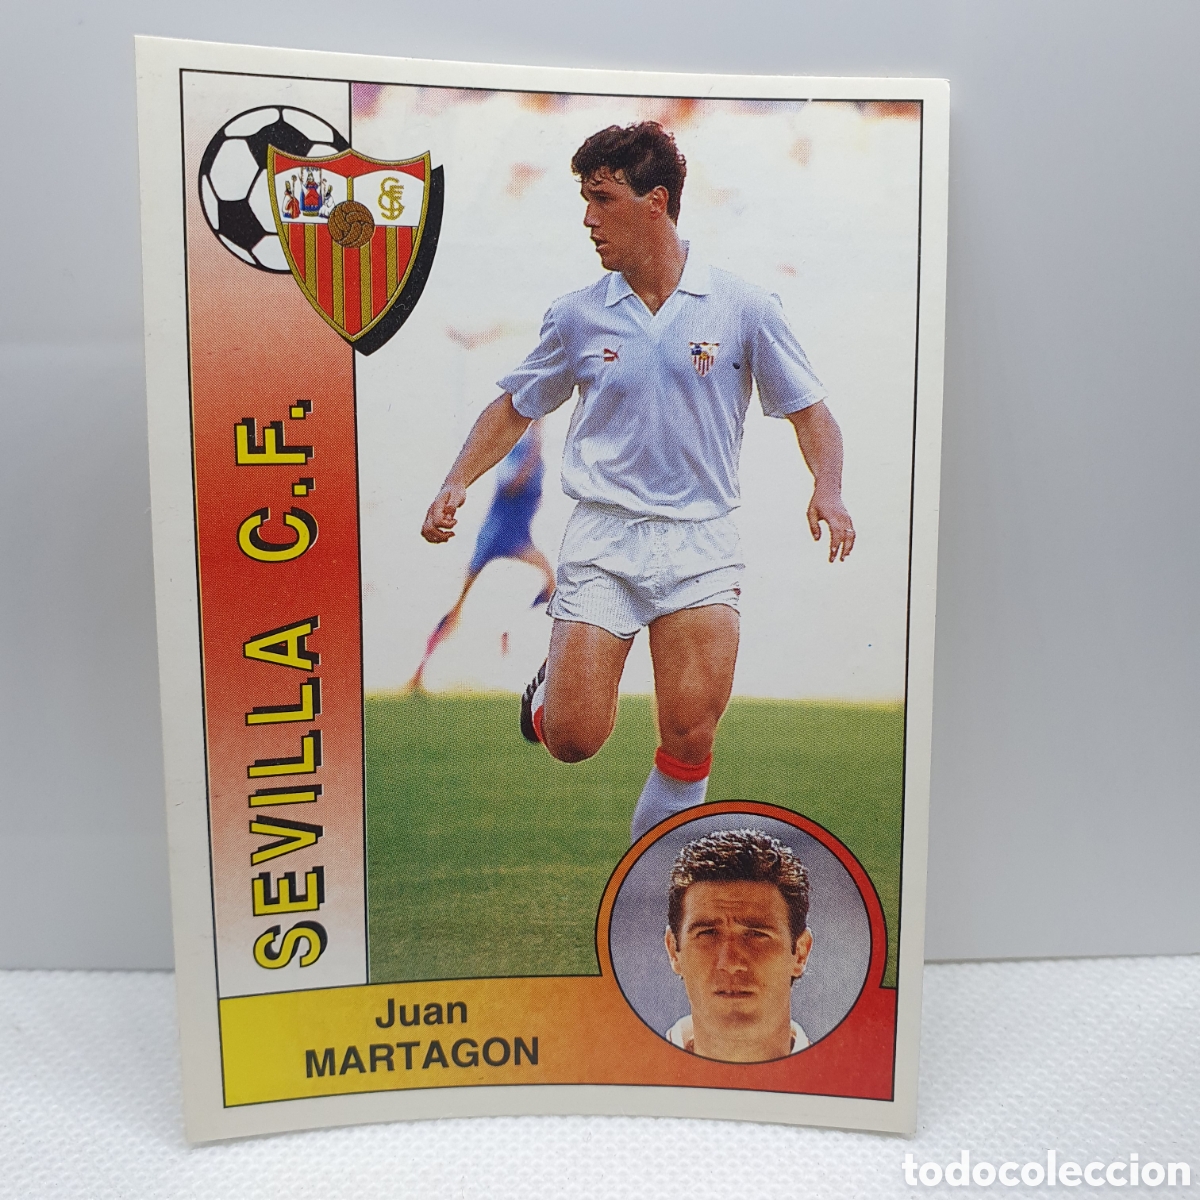 SEVILLA C.F.
Juan
MARTAGON
todocoleccion